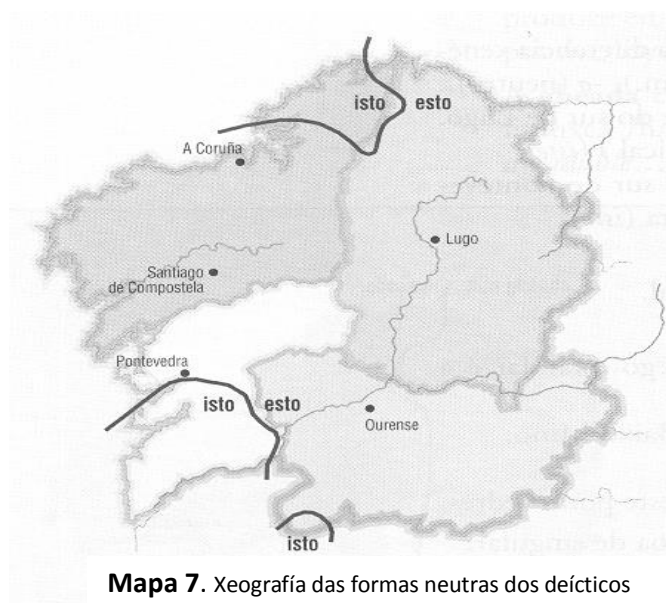 isto esto
A Coruña
Lugo
Santiago
de Compostela
Pontevedra
isto esto
Ourense
isto
Mapa 7. Xeografía das formas neutras dos deícticos